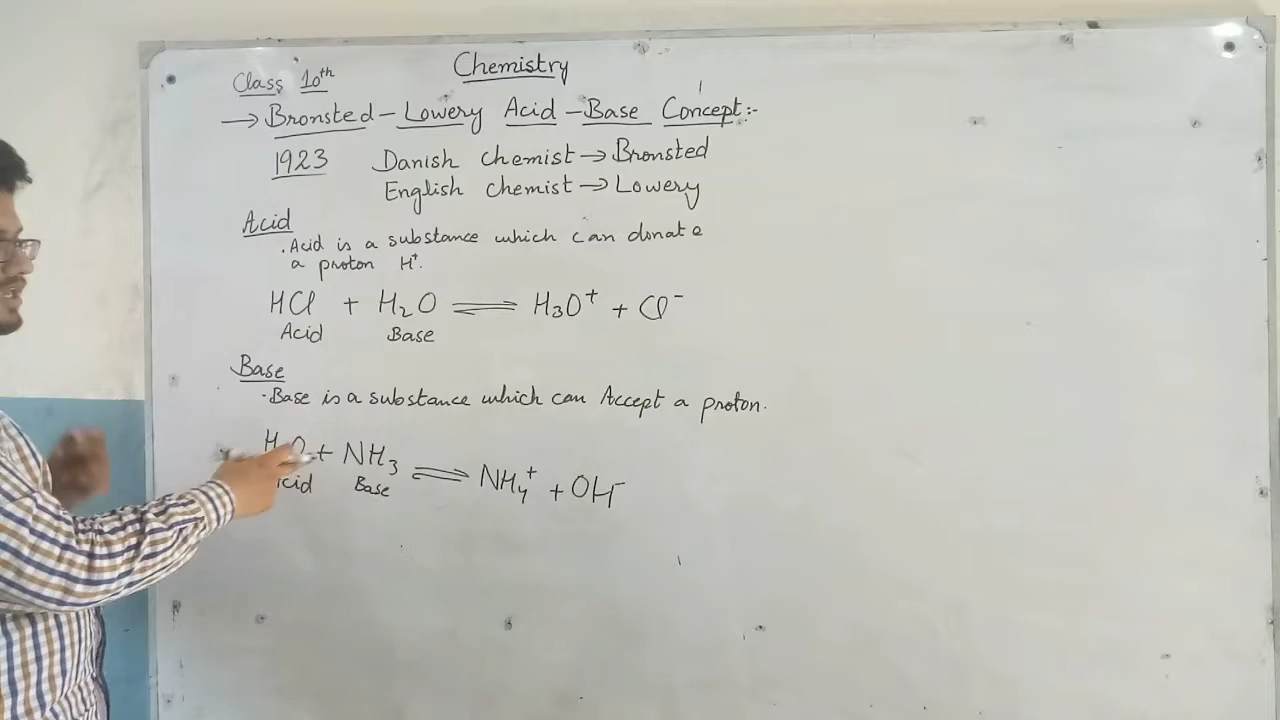 Chemistry
Class 10th
→ Bronsted – Lowery Acid – Base Concept :-
1923 Danish chemist → Bronsted
English chemist → Lowery
Acid
. Acid is a substance which can donate
a proton H⁺.
HCl + H₂O ⇌ H₃O⁺ + Cl⁻
Acid Base
Base
. Base is a substance which can Accept a proton.
+ NH₃ ⇌ NH₄⁺ + OH⁻
Base